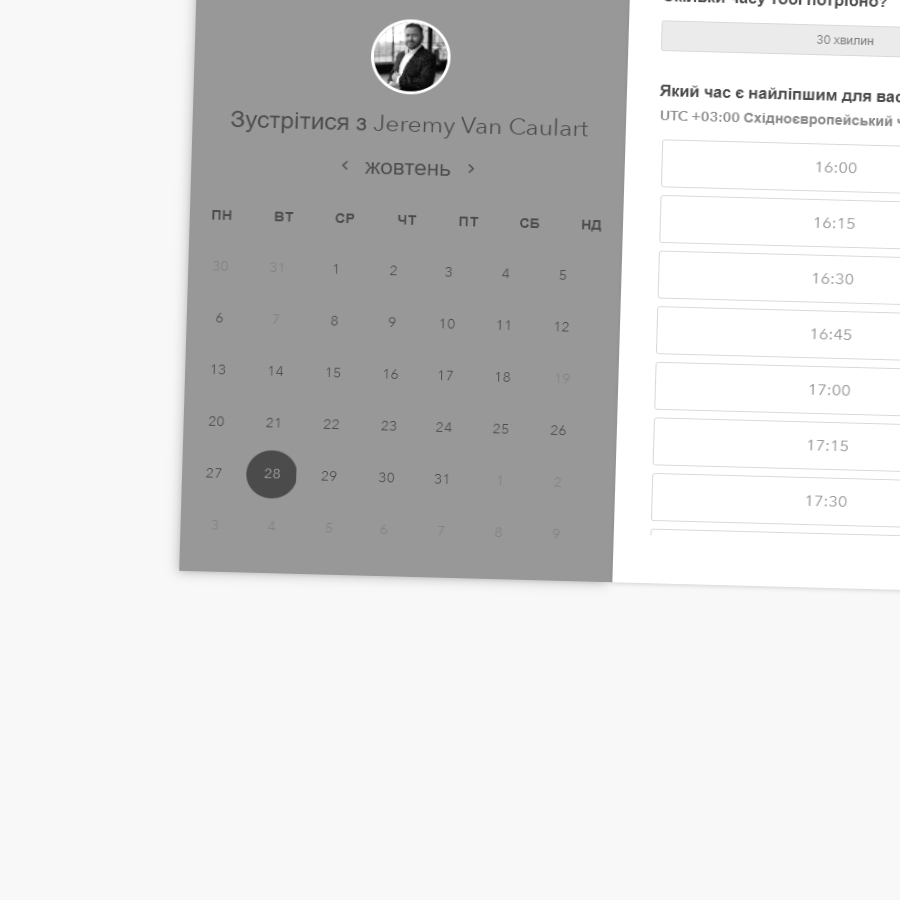 Зустрітися з Jeremy Van Caulart
жовтень
ПН ВТ СР ЧТ ПТ СБ НД
30 31 1 2 3 4 5
6 7 8 9 10 11 12
13 14 15 16 17 18 19
20 21 22 23 24 25 26
27 28 29 30 31 1 2
3 4 5 6 7 8 9
часу тобі потрібно?
30 хвилин
Який час є найліпшим для вас
UTC +03:00 Східноєвропейський
16:00
16:15
16:30
16:45
17:00
17:15
17:30